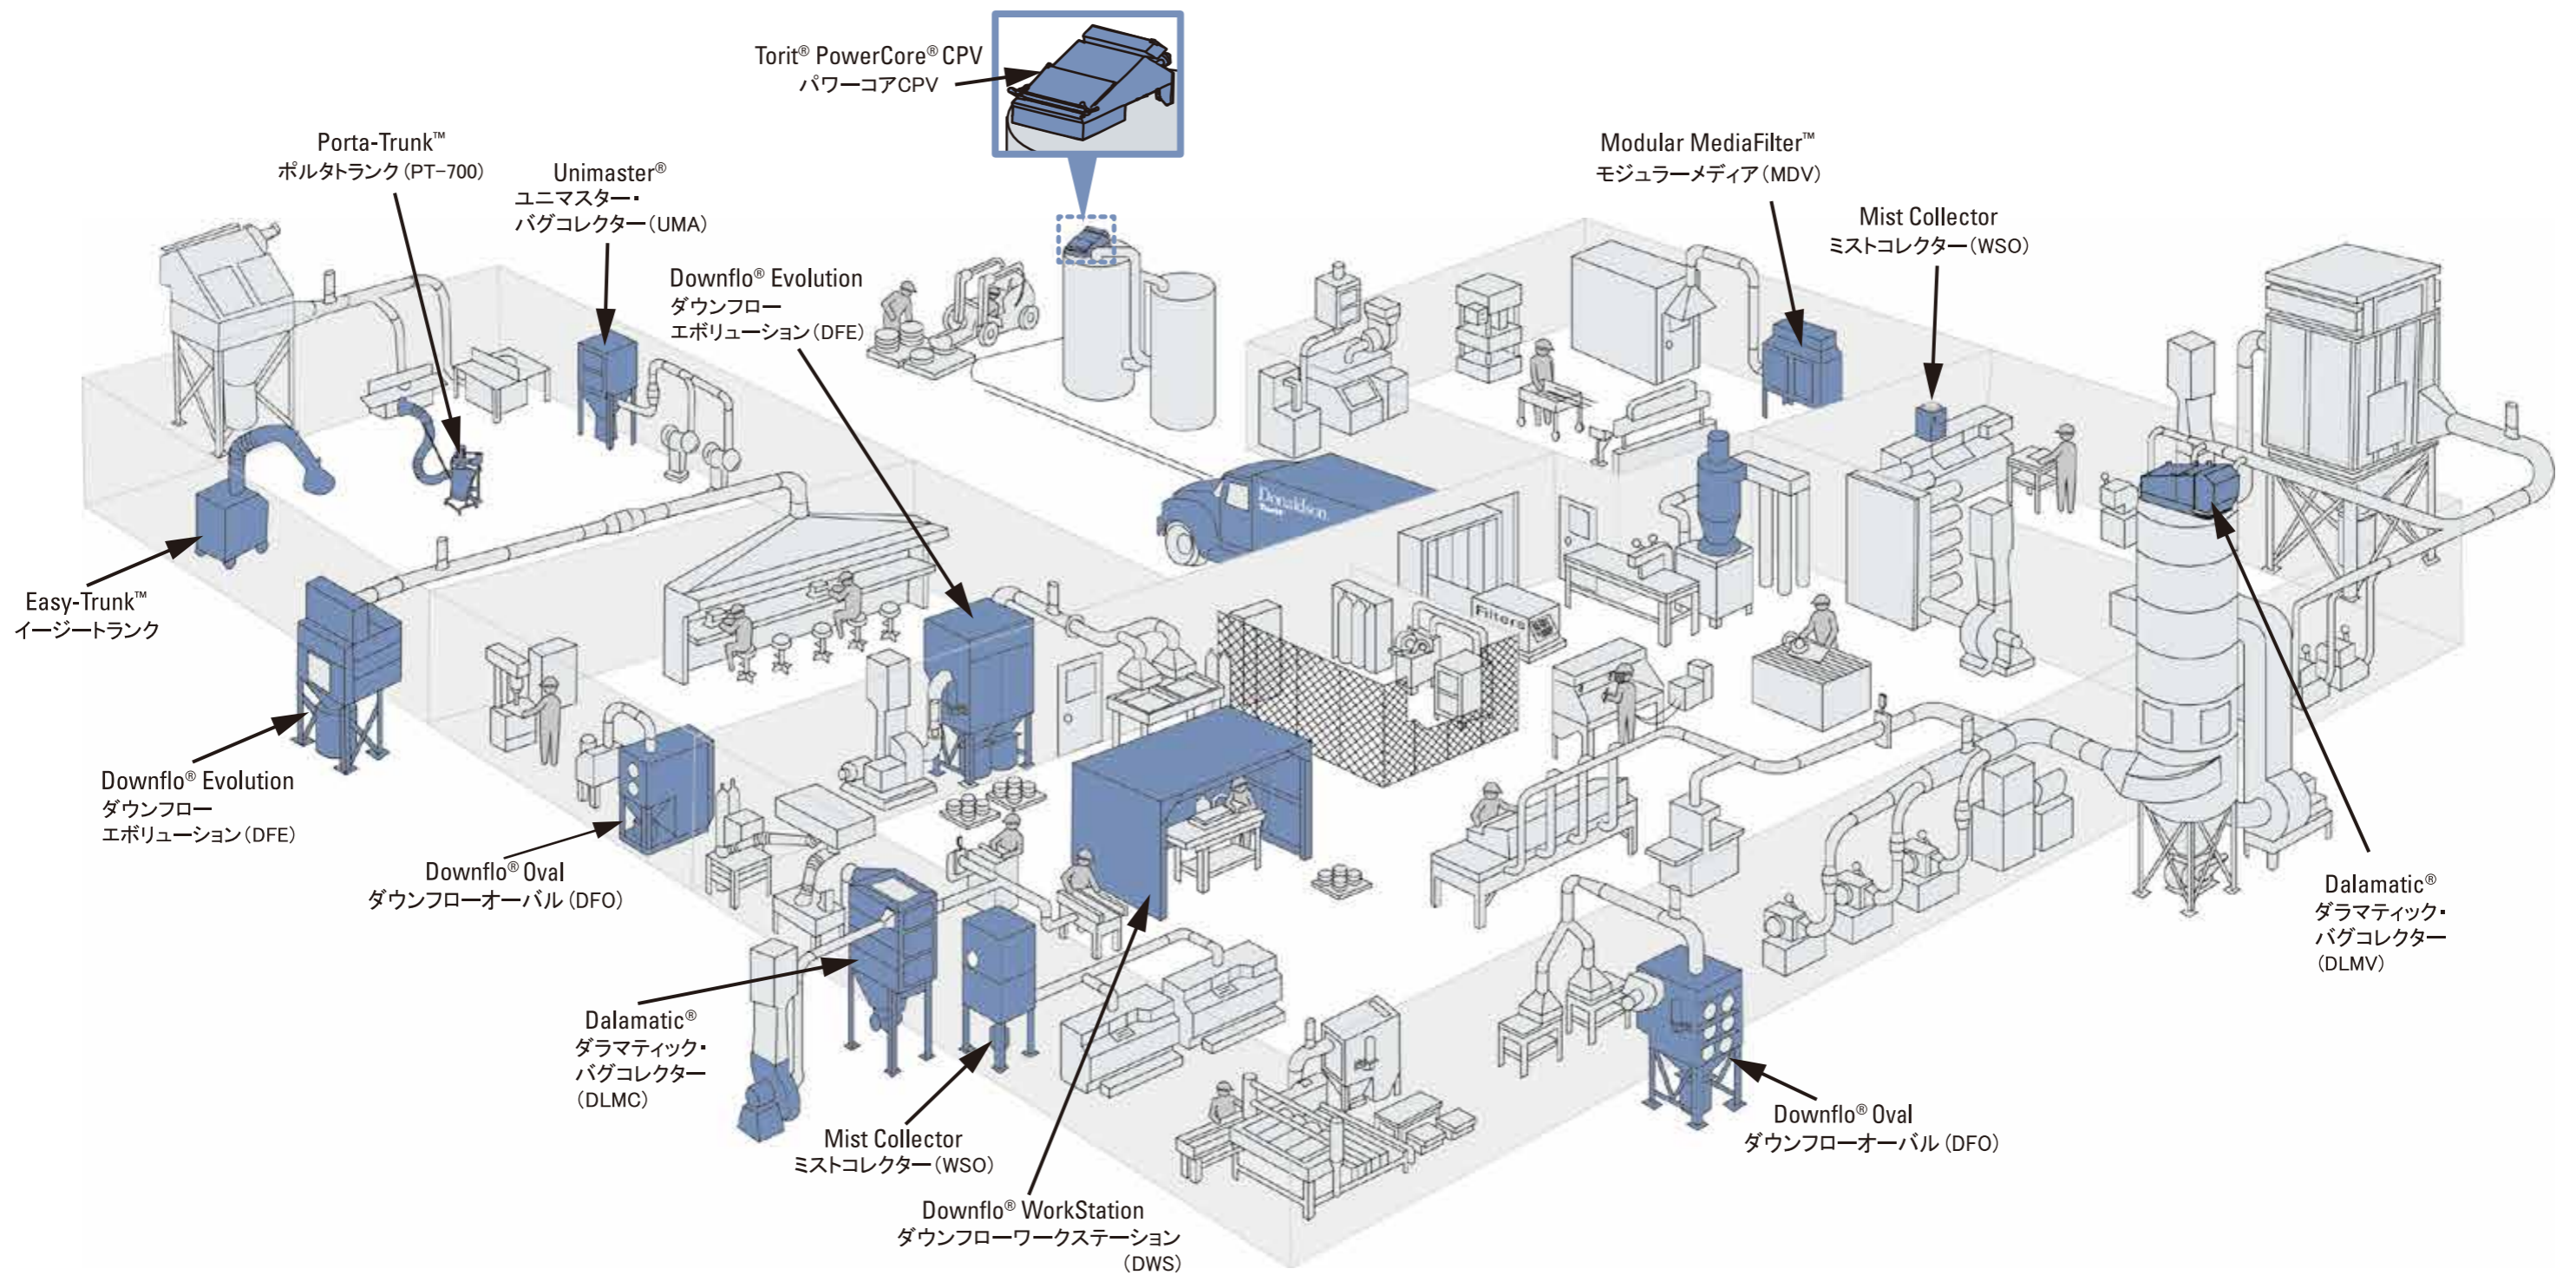 Torit® PowerCore® CPV
パワーコアCPV
Porta-Trunk™
ポルタトランク(PT-700)
Unimaster®
ユニマスター・
バグコレクター(UMA)
Downflo® Evolution
ダウンフロー
エボリューション(DFE)
Modular MediaFilter™
モジュラーメディア(MDV)
Mist Collector
ミストコレクター(WSO)
Donaldson.
Torit
Filters
Easy-Trunk™
イージートランク
Downflo® Evolution
ダウンフロー
エボリューション(DFE)
Downflo® Oval
ダウンフローオーバル(DFO)
Dalamatic®
ダラマティック・
バグコレクター
(DLMV)
Dalamatic®
ダラマティック・
バグコレクター
(DLMC)
Mist Collector
ミストコレクター(WSO)
Downflo® Oval
ダウンフローオーバル(DFO)
Downflo® WorkStation
ダウンフローワークステーション
(DWS)